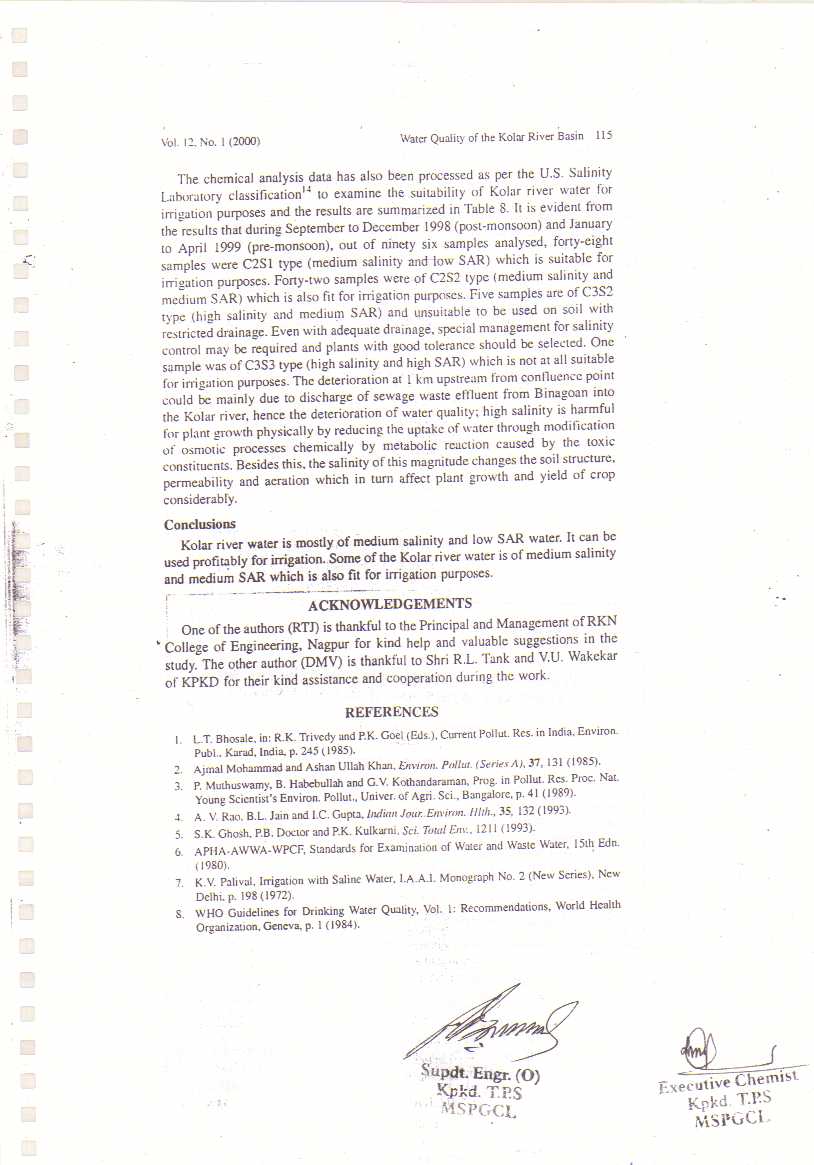 Vol. 12. No. 1 (2000) Water Quality of the Kolar River Basin 115
The chemical analysis data has also been processed as per the U.S. Salinity
Laboratory classification14 to examine the suitability of Kolar river water for
irrigation purposes and the results are summarized in Table 8. It is evident from
the results that during September to December 1998 (post-monsoon) and January
to April 1999 (pre-monsoon), out of ninety six samples analysed, forty-eight
samples were C2S1 type (medium salinity and low SAR) which is suitable for
irrigation purposes. Forty-two samples were of C2S2 type (medium salinity and
medium SAR) which is also fit for irrigation purposes. Five samples are of C3S2
type (high salinity and medium SAR) and unsuitable to be used on soil with
restricted drainage. Even with adequate drainage, special management for salinity
control may be required and plants with good tolerance should be selected. One
sample was of C3S3 type (high salinity and high SAR) which is not at all suitable
for irrigation purposes. The deterioration at 1 km upstream from confluence point
could be mainly due to discharge of sewage waste effluent from Binagoan into
the Kolar river, hence the deterioration of water quality; high salinity is harmful
for plant growth physically by reducing the uptake of water through modification
of osmotic processes chemically by metabolic reaction caused by the toxic
constituents. Besides this, the salinity of this magnitude changes the soil structure,
permeability and aeration which in turn affect plant growth and yield of crop
considerably.
Conclusions
Kolar river water is mostly of medium salinity and low SAR water. It can be
used profitably for irrigation. Some of the Kolar river water is of medium salinity
and medium SAR which is also fit for irrigation purposes.
ACKNOWLEDGEMENTS
One of the authors (RTJ) is thankful to the Principal and Management of RKN
College of Engineering, Nagpur for kind help and valuable suggestions in the
study. The other author (DMV) is thankful to Shri R.L. Tank and V.U. Wakekar
of KPKD for their kind assistance and cooperation during the work.
REFERENCES
1. L.T. Bhosale, in: R.K. Trivedy and P.K. Goel (Eds.), Current Pollut. Res. in India, Environ.
Publ., Karad, India, p. 245 (1985).
2. Ajmal Mohammad and Ashan Ullah Khan, Environ. Pollut. (Series A), 37, 131 (1985).
3. P. Muthuswamy, B. Habebullah and G.V. Kothandaraman, Prog. in Pollut. Res. Proc. Nat.
Young Scientist's Environ. Pollut., Univer. of Agri. Sci., Bangalore, p. 41 (1989).
4. A. V. Rao, B.L. Jain and I.C. Gupta, Indian Jour. Environ. Hlth., 35, 132 (1993).
5. S.K. Ghosh, P.B. Doctor and P.K. Kulkarni, Sci. Total Env., 1211 (1993).
6. APHA-AWWA-WPCF, Standards for Examination of Water and Waste Water, 15th Edn.
(1980).
7. K.V. Palival, Irrigation with Saline Water, I.A.A.I. Monograph No. 2 (New Series), New
Delhi, p. 198 (1972).
8. WHO Guidelines for Drinking Water Quality, Vol. 1: Recommendations, World Health
Organization, Geneva, p. 1 (1984).
Supdt. Engr. (O)
Kpkd. T.P.S
MSPGCL
Executive Chemist
Kpkd. T.P.S
MSPGCL